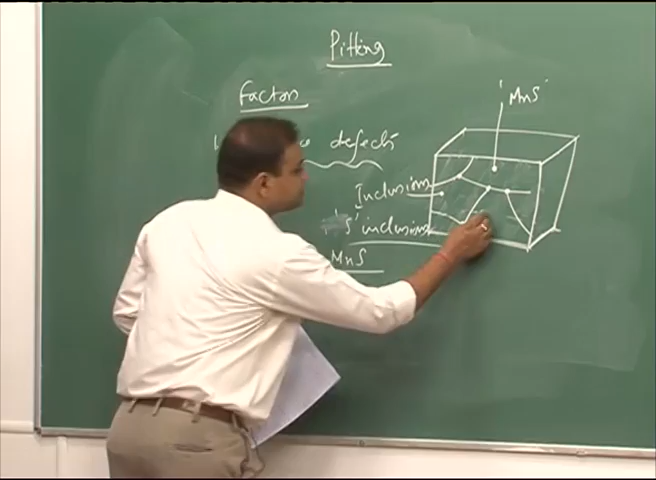 Pitting
Factors
defects
'MnS'
Inclusions
'S' inclusions
MnS